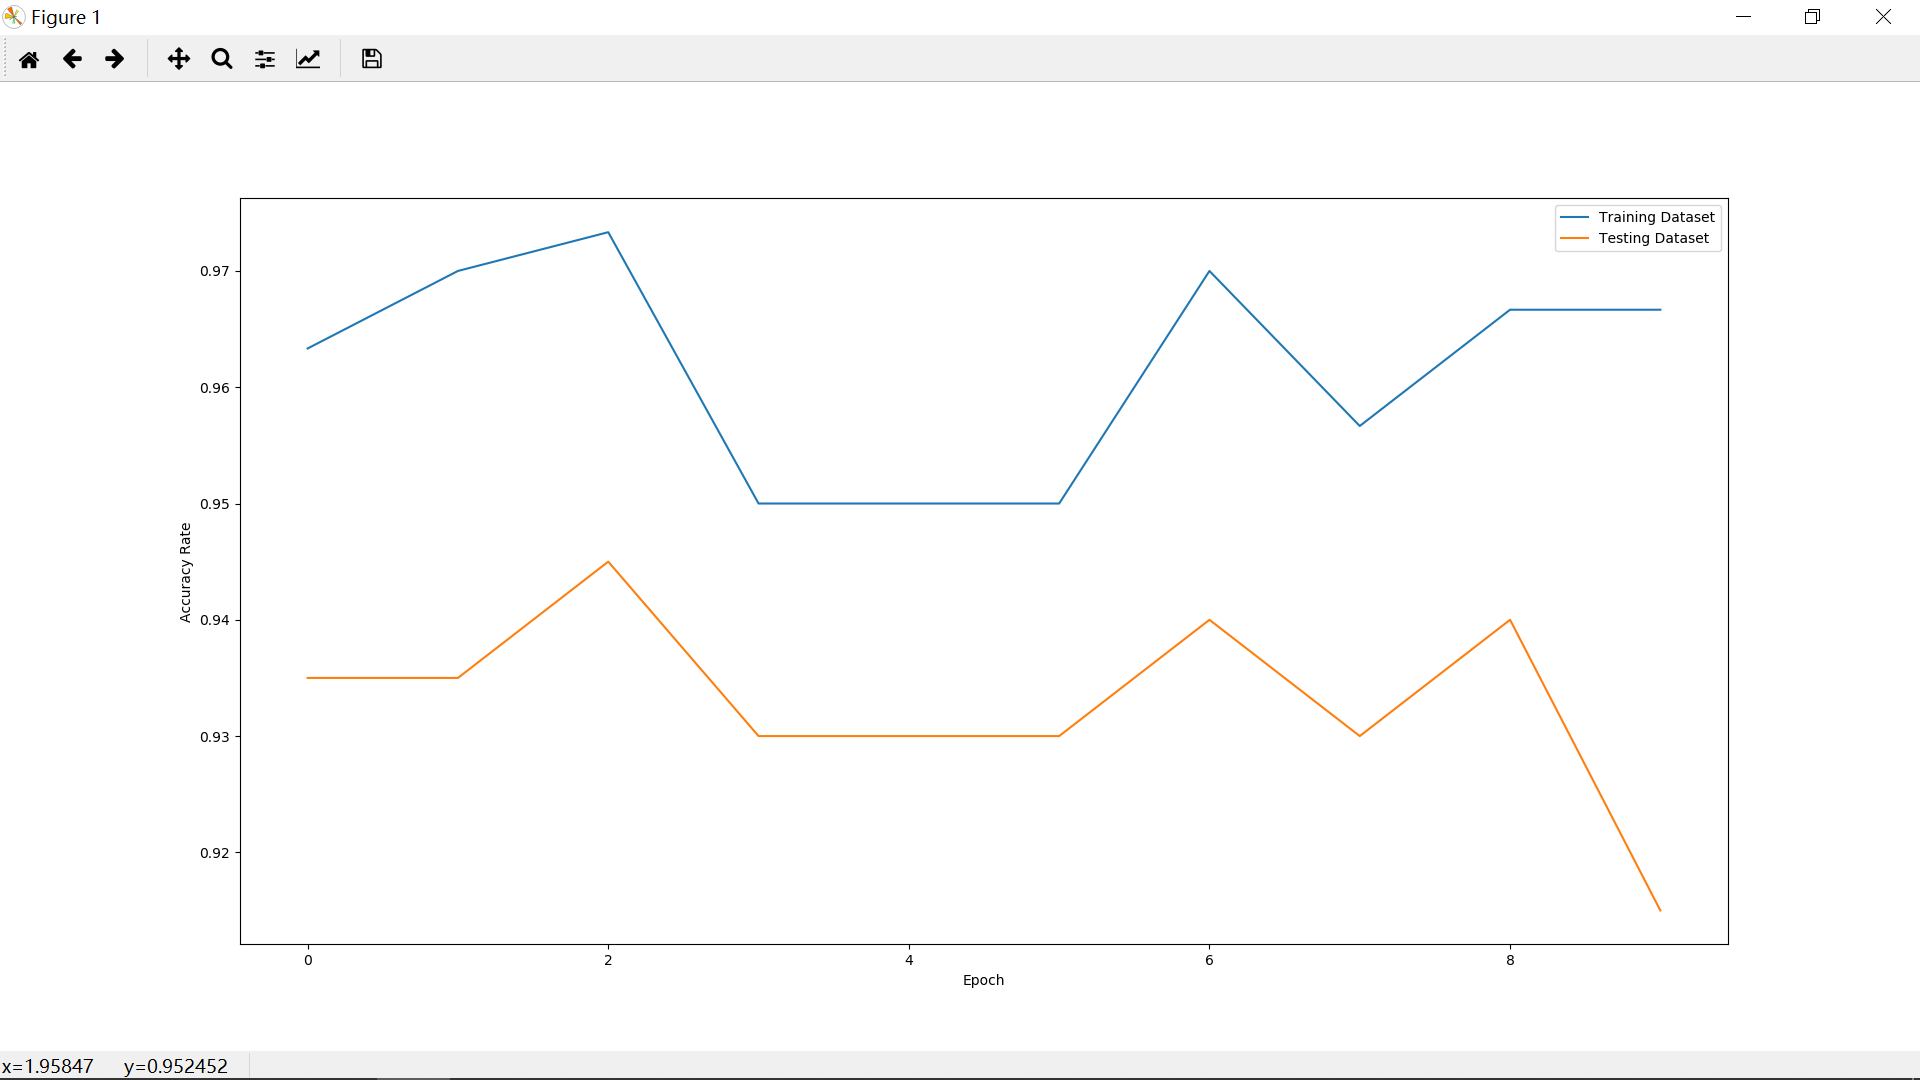 Figure 1
Training Dataset
Testing Dataset
0.97
0.96
0.95
0.94
0.93
0.92
Accuracy Rate
0 2 4 6 8
Epoch
x=1.95847 y=0.952452